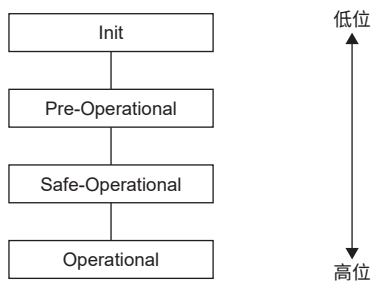 低位
Init
Pre-Operational
Safe-Operational
Operational
高位